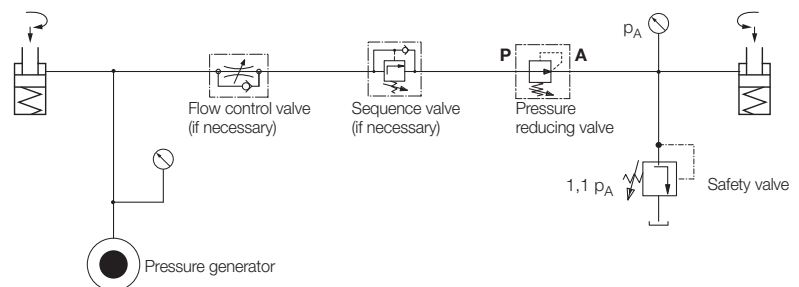 p_A
P A
Flow control valve
(if necessary)
Sequence valve
(if necessary)
Pressure
reducing valve
1,1 p_A
Safety valve
Pressure generator